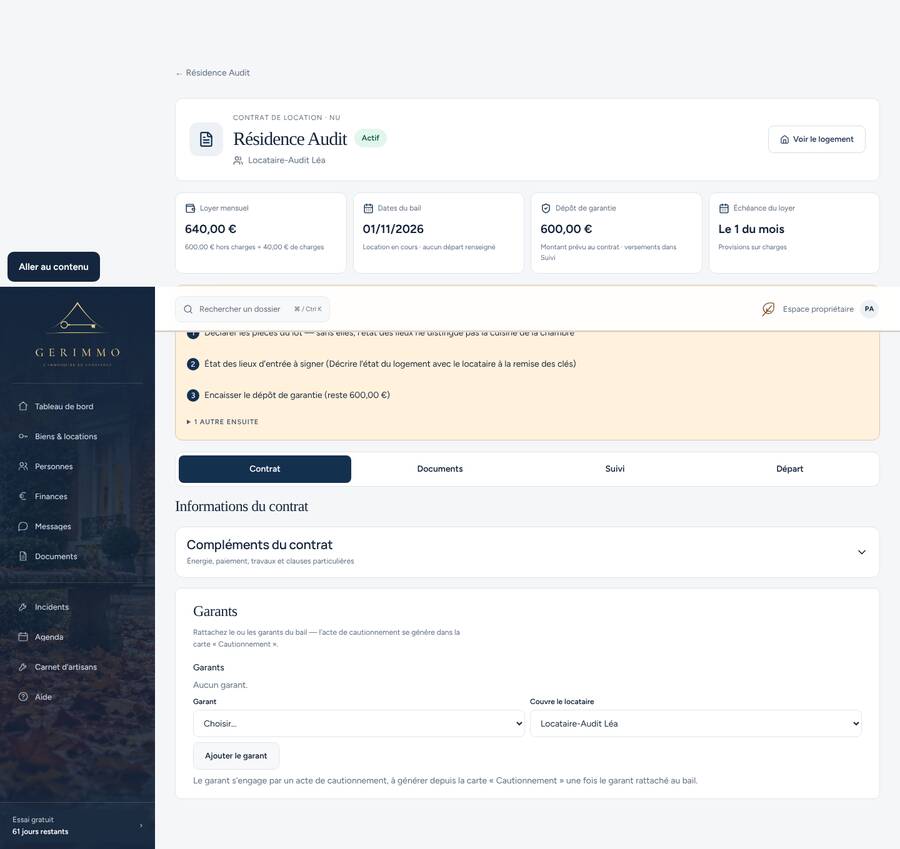 ← Résidence Audit
CONTRAT DE LOCATION · NU
Résidence Audit
Actif
Locataire-Audit Léa
Voir le logement
Loyer mensuel
640,00 €
600,00 € hors charges + 40,00 € de charges
Dates du bail
01/11/2026
Location en cours · aucun départ renseigné
Dépôt de garantie
600,00 €
Montant prévu au contrat · versements dans
Suivi
Échéance du loyer
Le 1 du mois
Provisions sur charges
Aller au contenu
Rechercher un dossier
⌘ / Ctrl K
Espace propriétaire
PA
GERIMMO
Tableau de bord
Biens & locations
Personnes
Finances
Messages
Documents
Incidents
Agenda
Carnet d'artisans
Aide
Essai gratuit
61 jours restants
1 Déclarer les pièces du lot — sans elles, l'état des lieux ne distingue pas la cuisine de la chambre
2 État des lieux d'entrée à signer (Décrire l'état du logement avec le locataire à la remise des clés)
3 Encaisser le dépôt de garantie (reste 600,00 €)
1 AUTRE ENSUITE
Contrat
Documents
Suivi
Départ
Informations du contrat
Compléments du contrat
Énergie, paiement, travaux et clauses particulières
Garants
Rattachez le ou les garants du bail — l'acte de cautionnement se génère dans la
carte « Cautionnement ».
Garants
Aucun garant.
Garant
Choisir…
Couvre le locataire
Locataire-Audit Léa
Ajouter le garant
Le garant s'engage par un acte de cautionnement, à générer depuis la carte « Cautionnement » une fois le garant rattaché au bail.